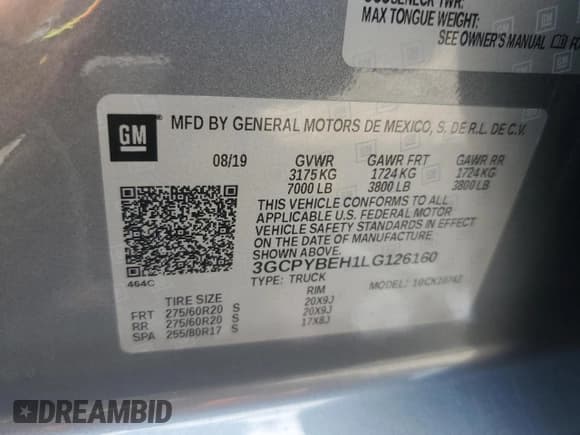 GOOSENECK TWR:
MAX TONGUE WEIGHT:
SEE OWNER'S MANUAL
GM
MFD BY GENERAL MOTORS DE MEXICO, S. DE R.L. DE C.V.
08/19 GVWR GAWR FRT GAWR RR
3175 KG 1724 KG 1724 KG
7000 LB 3800 LB 3800 LB
THIS VEHICLE CONFORMS TO ALL
APPLICABLE U.S. FEDERAL MOTOR
VEHICLE SAFETY STANDARDS IN EFFECT
ON THE DATE OF MANUFACTURE
SHOWN ABOVE.
3GCPYBEH1LG126160
464C
TYPE: TRUCK MODEL:
TIRE SIZE RIM
FRT 275/60R20 S 20X9J
RR 275/60R20 S 20X9J
SPA 255/80R17 S 17X8J
DREAMBID